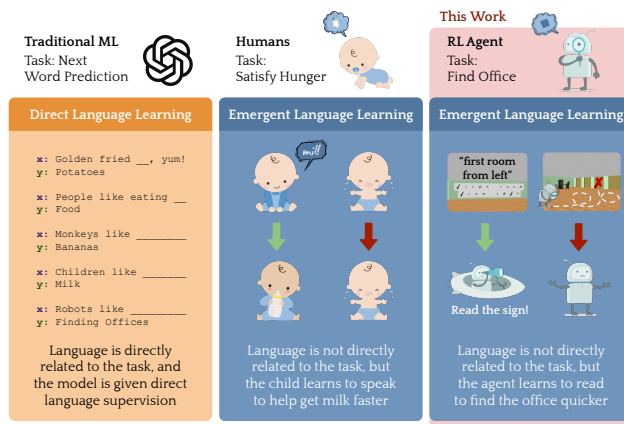 This Work
Traditional ML
Task: Next
Word Prediction
Humans
Task:
Satisfy Hunger
RL Agent
Task:
Find Office
Direct Language Learning
x: Golden fried __, yum!
y: Potatoes
x: People like eating __
y: Food
x: Monkeys like ________
y: Bananas
x: Children like _______
y: Milk
x: Robots like _________
y: Finding Offices
Language is directly
related to the task, and
the model is given direct
language supervision
Emergent Language Learning
mil!
Language is not directly
related to the task, but
the child learns to speak
to help get milk faster
Emergent Language Learning
"first room
from left"
Read the sign!
Language is not directly
related to the task, but
the agent learns to read
to find the office quicker